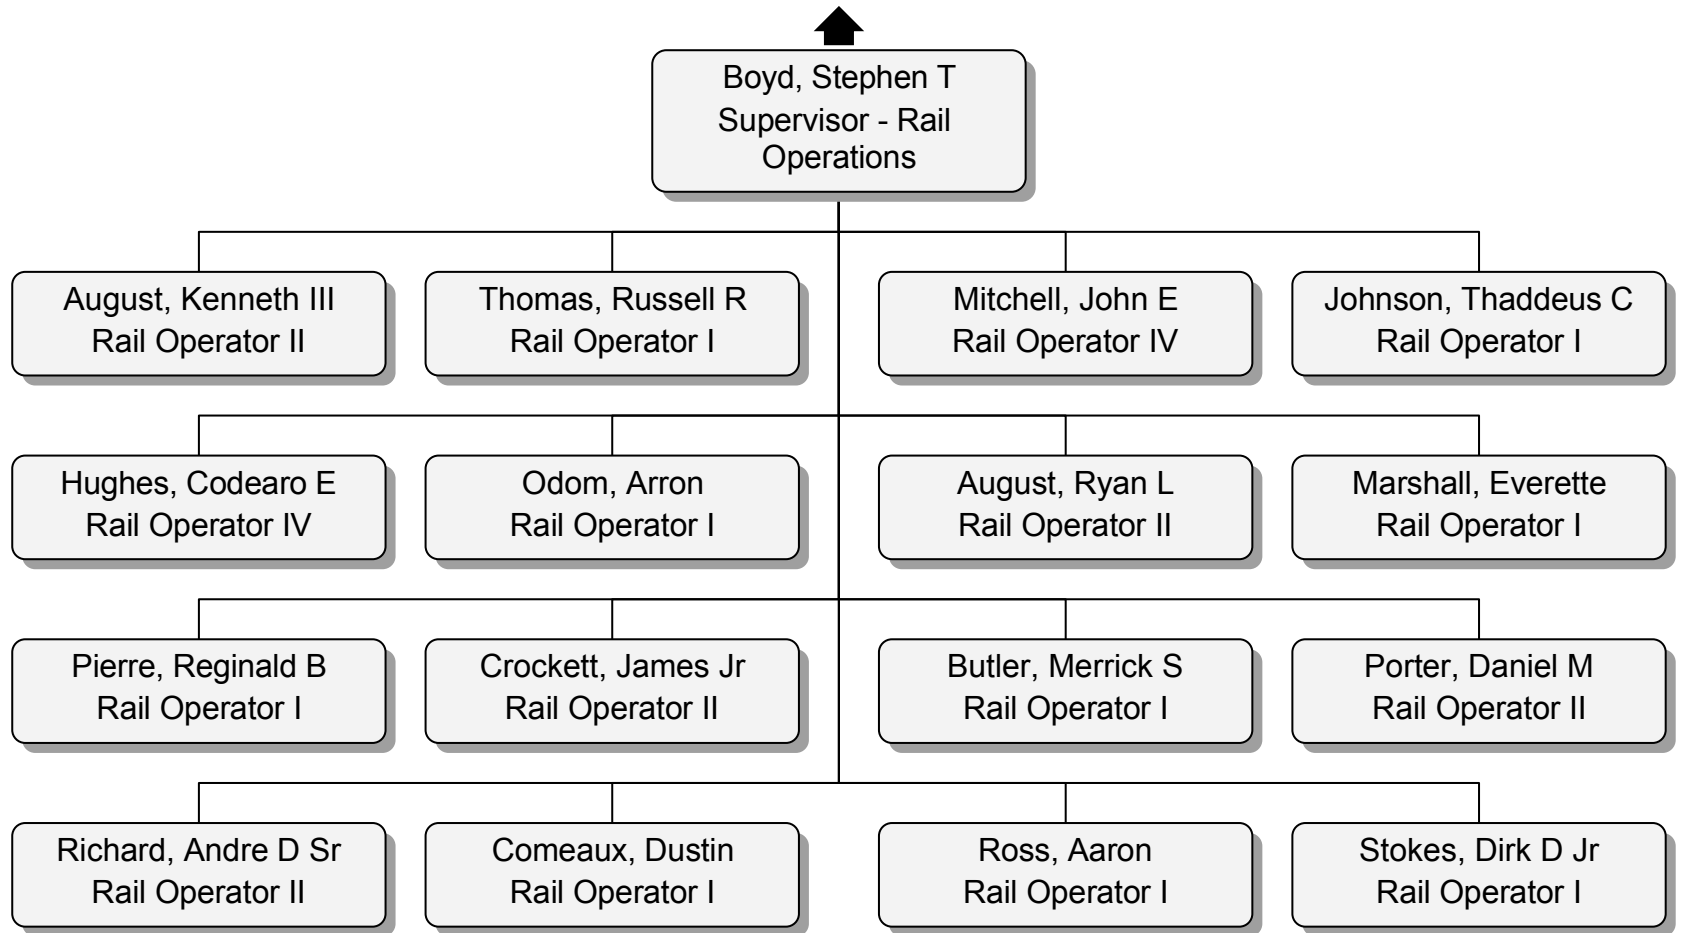 Boyd, Stephen T
Supervisor - Rail
Operations
August, Kenneth III
Rail Operator II
Thomas, Russell R
Rail Operator I
Mitchell, John E
Rail Operator IV
Johnson, Thaddeus C
Rail Operator I
Hughes, Codearo E
Rail Operator IV
Odom, Arron
Rail Operator I
August, Ryan L
Rail Operator II
Marshall, Everette
Rail Operator I
Pierre, Reginald B
Rail Operator I
Crockett, James Jr
Rail Operator II
Butler, Merrick S
Rail Operator I
Porter, Daniel M
Rail Operator II
Richard, Andre D Sr
Rail Operator II
Comeaux, Dustin
Rail Operator I
Ross, Aaron
Rail Operator I
Stokes, Dirk D Jr
Rail Operator I